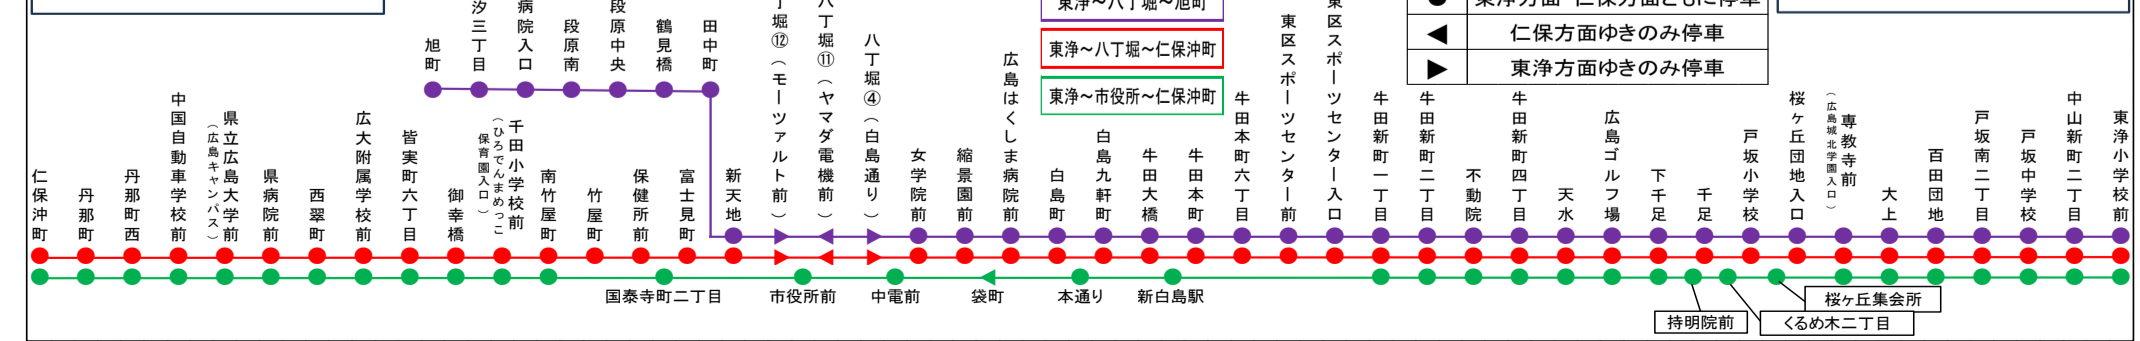 東浄～八丁堀～旭町
東浄～八丁堀～仁保沖町
東浄～市役所～仁保沖町
● 東浄方面・仁保方面ともに停車
◀ 仁保方面ゆきのみ停車
▶ 東浄方面ゆきのみ停車
旭町
汐三丁目
病院入口
段原南
段原中央
鶴見橋
田中町
仁保沖町
丹那町
丹那町西
中国自動車学校前
県立広島大学前
（広島キャンパス）
県病院前
西翠町
広大附属学校前
皆実町六丁目
御幸橋
千田小学校前
（ひろでんまめっこ
保育園入口）
南竹屋町
竹屋町
保健所前
富士見町
新天地
丁堀⑫（モーツァルト前）
八丁堀⑪（ヤマダ電機前）
八丁堀④（白島通り）
女学院前
縮景園前
広島はくしま病院前
白島町
白島九軒町
牛田大橋
牛田本町
牛田本町六丁目
東区スポーツセンター前
東区スポーツセンター入口
牛田新町一丁目
牛田新町二丁目
不動院
牛田新町四丁目
天水
広島ゴルフ場
下千足
千足
戸坂小学校
桜ヶ丘団地入口
専教寺前
（広島城北学園入口）
大上
百田団地
戸坂南二丁目
戸坂中学校
中山新町二丁目
東浄小学校前
国泰寺町二丁目
市役所前
中電前
袋町
本通り
新白島駅
持明院前
くるめ木二丁目
桜ヶ丘集会所